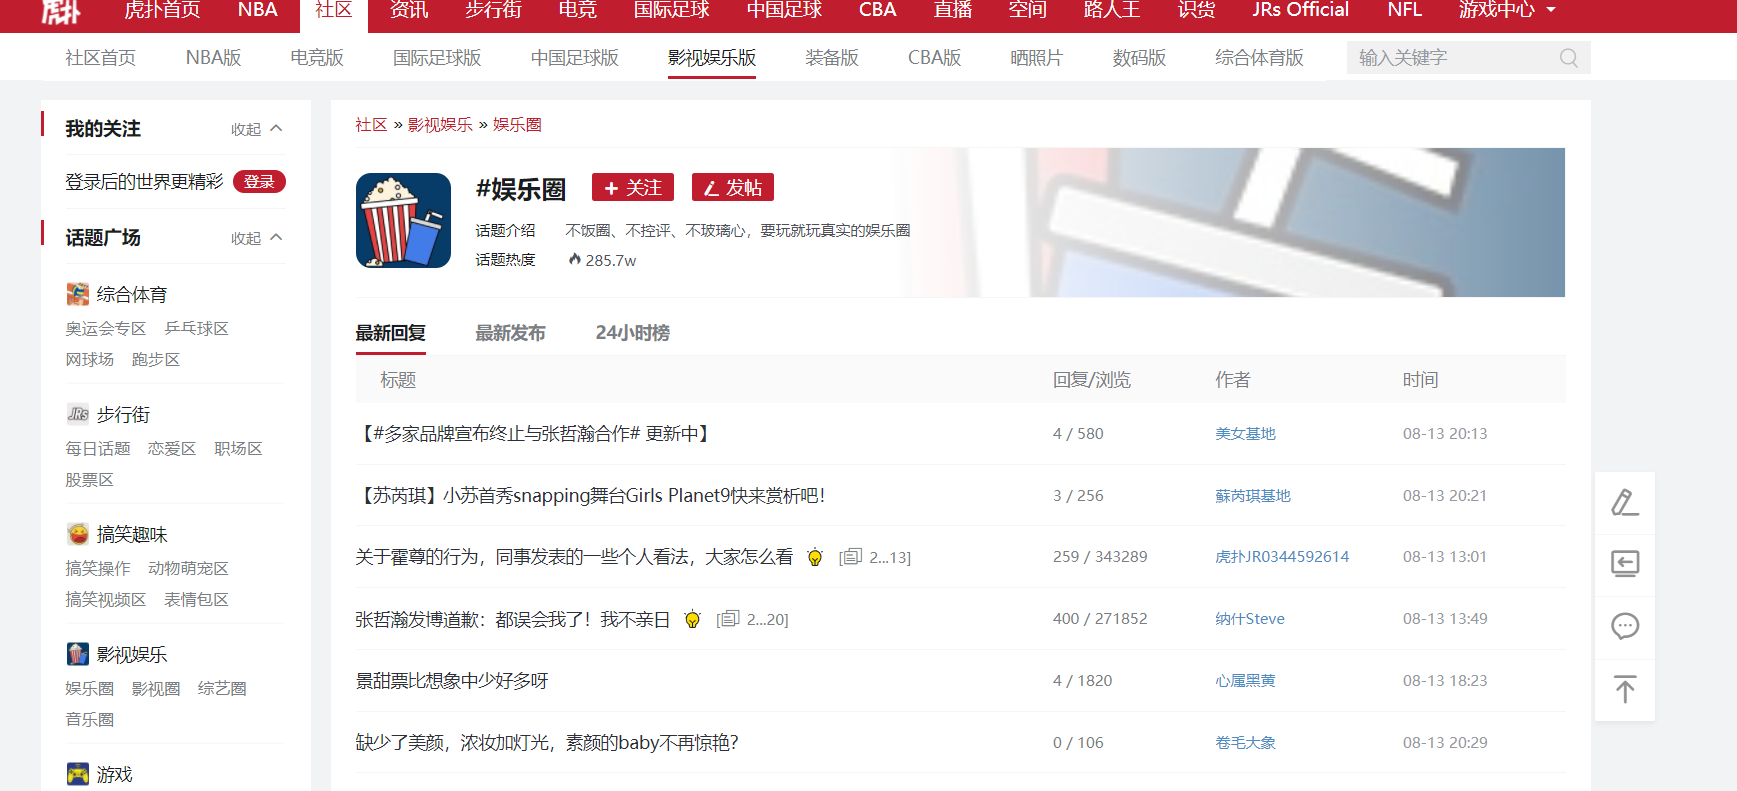 虎扑首页 NBA 社区 资讯 步行街 电竞 国际足球 中国足球 CBA 直播 空间 路人王 识货 JRs Official NFL 游戏中心
社区首页 NBA版 电竞版 国际足球版 中国足球版 影视娱乐版 装备版 CBA版 晒照片 数码版 综合体育版 输入关键字
我的关注 收起
登录后的世界更精彩 登录
话题广场 收起
综合体育
奥运会专区 乒乓球区
网球场 跑步区
JRs 步行街
每日话题 恋爱区 职场区
股票区
搞笑趣味
搞笑操作 动物萌宠区
搞笑视频区 表情包区
影视娱乐
娱乐圈 影视圈 综艺圈
音乐圈
游戏
社区 » 影视娱乐 » 娱乐圈
#娱乐圈 + 关注 发帖
话题介绍 不饭圈、不控评、不玻璃心，要玩就玩真实的娱乐圈
话题热度 285.7w
最新回复 最新发布 24小时榜
标题 回复/浏览 作者 时间
【#多家品牌宣布终止与张哲瀚合作# 更新中】 4 / 580 美女基地 08-13 20:13
【苏芮琪】小苏首秀snapping舞台Girls Planet9快来赏析吧！ 3 / 256 蘇芮琪基地 08-13 20:21
关于霍尊的行为，同事发表的一些个人看法，大家怎么看 [ 2...13] 259 / 343289 虎扑JR0344592614 08-13 13:01
张哲瀚发博道歉：都误会我了！我不亲日 [ 2...20] 400 / 271852 纳什Steve 08-13 13:49
景甜票比想象中少好多呀 4 / 1820 心属黑黄 08-13 18:23
缺少了美颜，浓妆加灯光，素颜的baby不再惊艳？ 0 / 106 卷毛大象 08-13 20:29